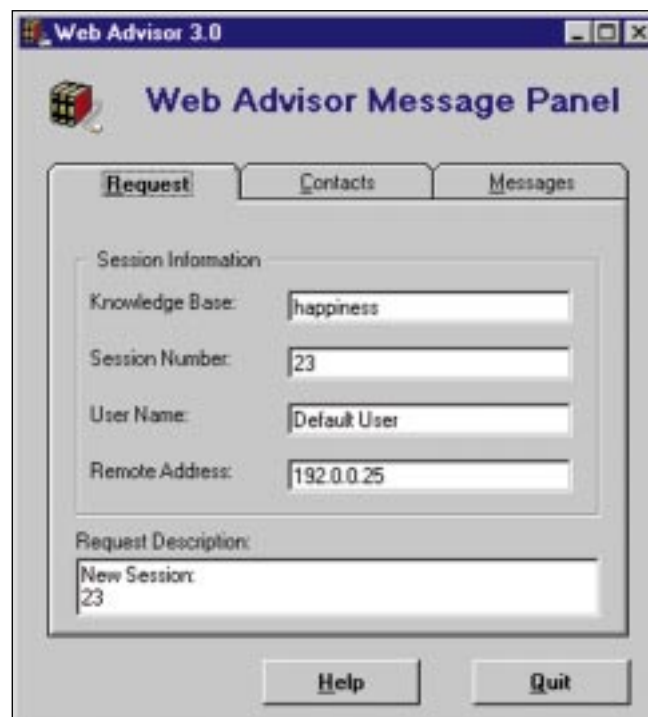 Web Advisor 3.0
Web Advisor Message Panel
Request Contacts Messages
Session Information
Knowledge Base: happiness
Session Number: 23
User Name: Default User
Remote Address: 192.0.0.25
Request Description:
New Session:
23
Help Quit